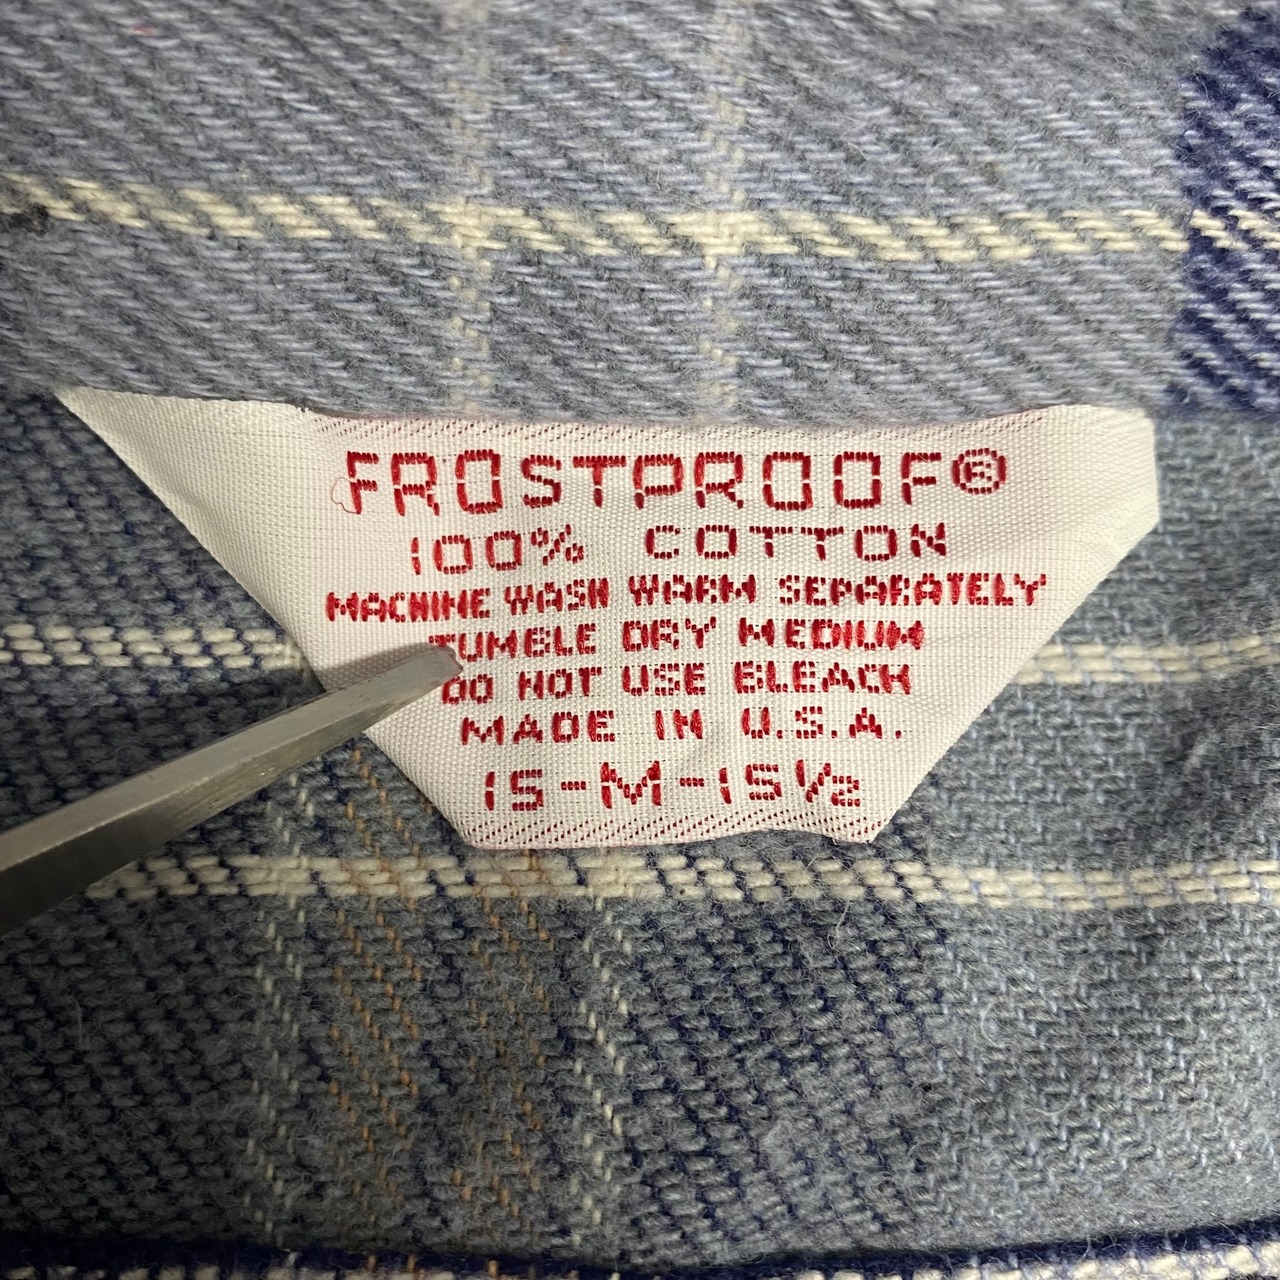 FROSTPROOF®
100% COTTON
MACHINE WASH WARM SEPARATELY
TUMBLE DRY MEDIUM
DO NOT USE BLEACH
MADE IN U.S.A.
15-M-15½